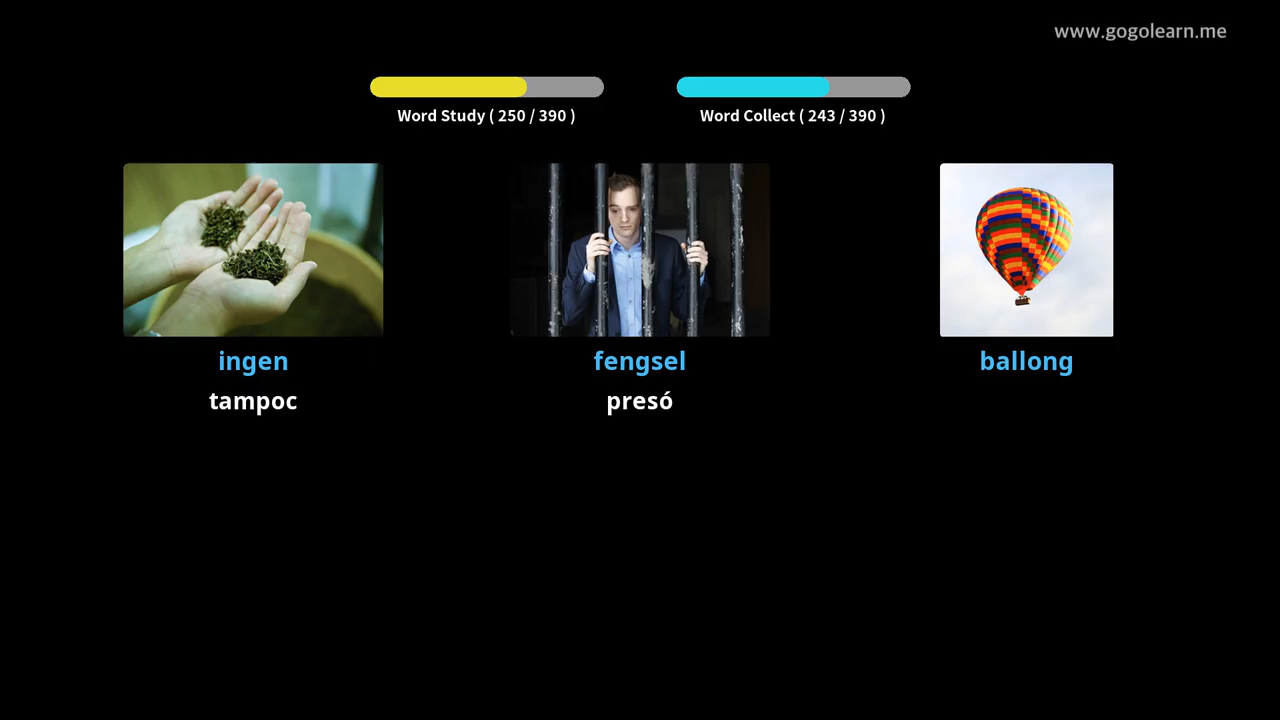 www.gogolearn.me
Word Study ( 250 / 390 )
Word Collect ( 243 / 390 )
ingen
fengsel
ballong
tampoc
presó